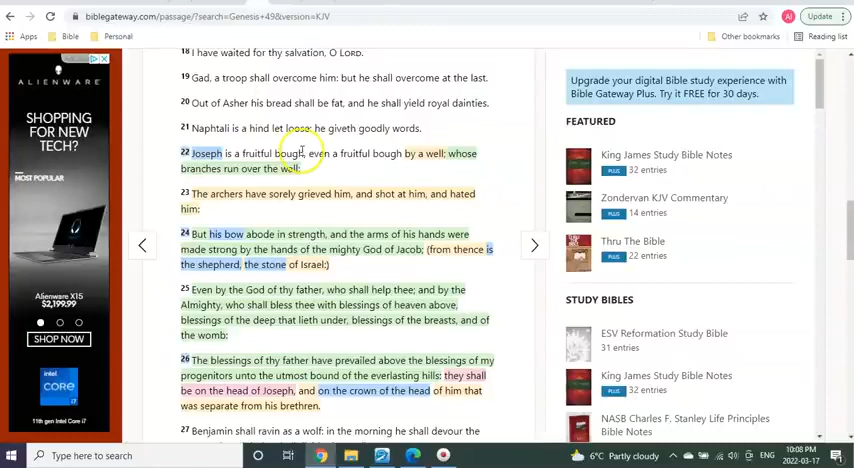 biblegateway.com/passage/?search=Genesis+49&version=KJV
AI
Update
Apps
Bible
Personal
Other bookmarks
Reading list
ALIENWARE
SHOPPING
FOR NEW
TECH?
MOST POPULAR
Alienware X15
$2,199.99
SHOP NOW
intel
CORE
i7
11th gen Intel Core i7
18 I have waited for thy salvation, O LORD.
19 Gad, a troop shall overcome him: but he shall overcome at the last.
20 Out of Asher his bread shall be fat, and he shall yield royal dainties.
21 Naphtali is a hind let loose: he giveth goodly words.
22 Joseph is a fruitful bough, even a fruitful bough by a well; whose
branches run over the wall:
23 The archers have sorely grieved him, and shot at him, and hated
him:
24 But his bow abode in strength, and the arms of his hands were
made strong by the hands of the mighty God of Jacob; (from thence is
the shepherd, the stone of Israel:)
25 Even by the God of thy father, who shall help thee; and by the
Almighty, who shall bless thee with blessings of heaven above,
blessings of the deep that lieth under, blessings of the breasts, and of
the womb:
26 The blessings of thy father have prevailed above the blessings of my
progenitors unto the utmost bound of the everlasting hills: they shall
be on the head of Joseph, and on the crown of the head of him that
was separate from his brethren.
27 Benjamin shall ravin as a wolf: in the morning he shall devour the
Upgrade your digital Bible study experience with
Bible Gateway Plus. Try it FREE for 30 days.
FEATURED
King James Study Bible Notes
PLUS 32 entries
Zondervan KJV Commentary
PLUS 14 entries
Thru The Bible
PLUS 22 entries
STUDY BIBLES
ESV Reformation Study Bible
31 entries
King James Study Bible Notes
PLUS 32 entries
NASB Charles F. Stanley Life Principles
Bible Notes
Type here to search
6°C Partly cloudy
10:08 PM
2022-03-17